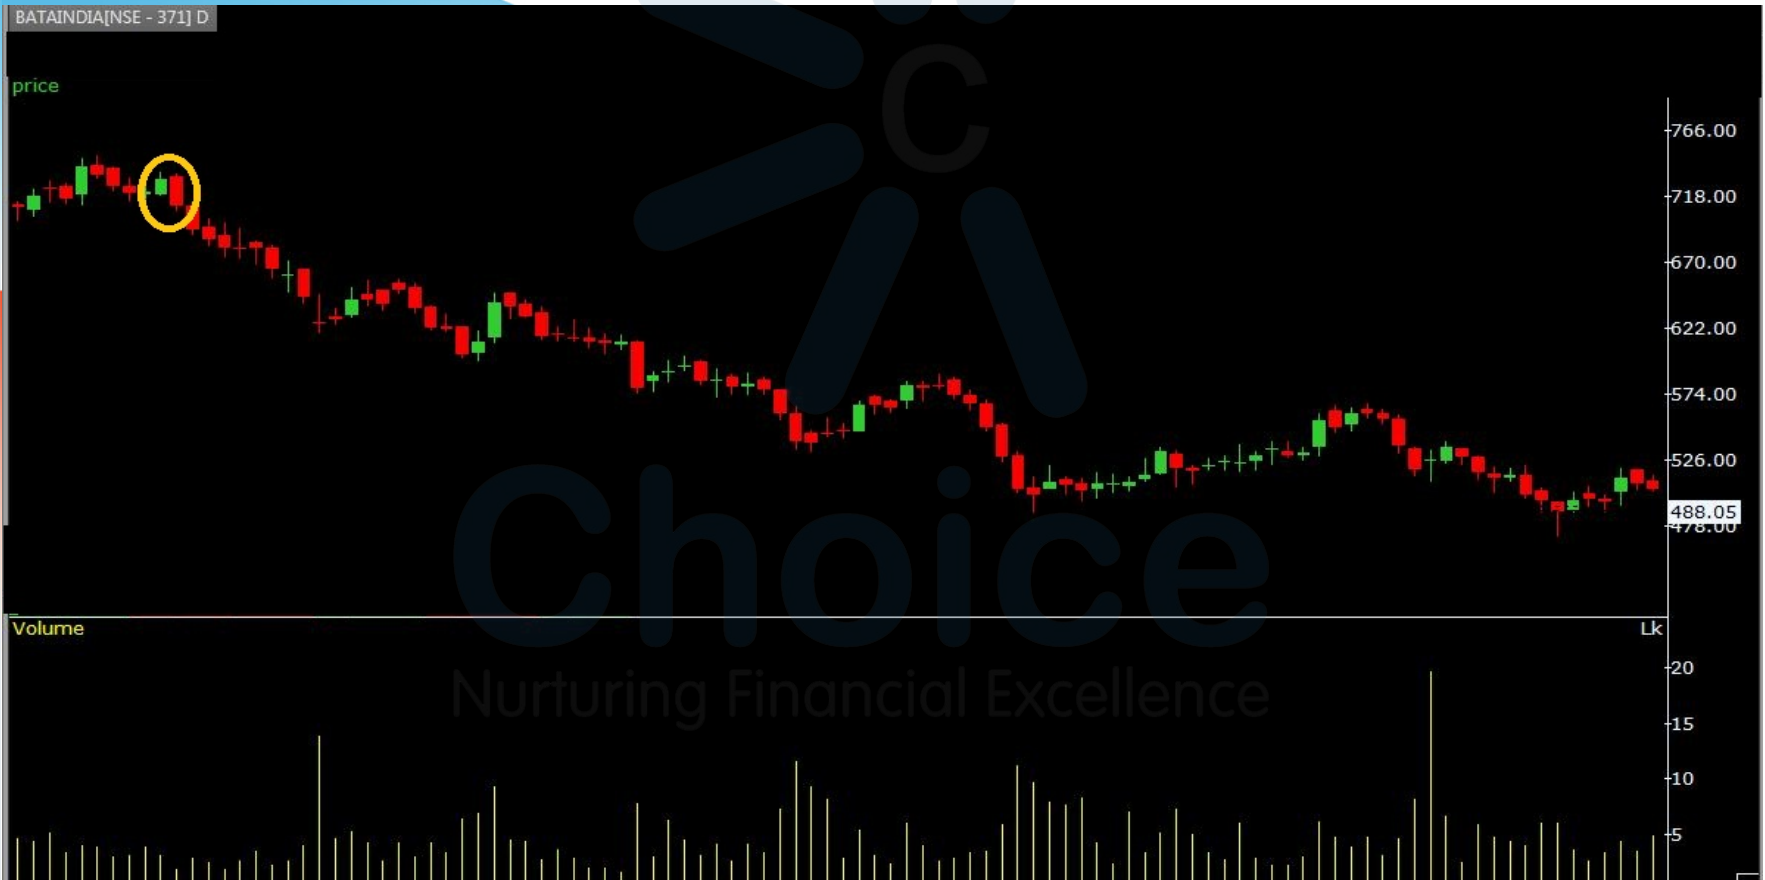 BATAINDIA[NSE - 371] D
C
price
766.00
718.00
670.00
622.00
574.00
526.00
488.05
478.00
Choice
Nurturing Financial Excellence
Volume
Lk
20
15
10
5